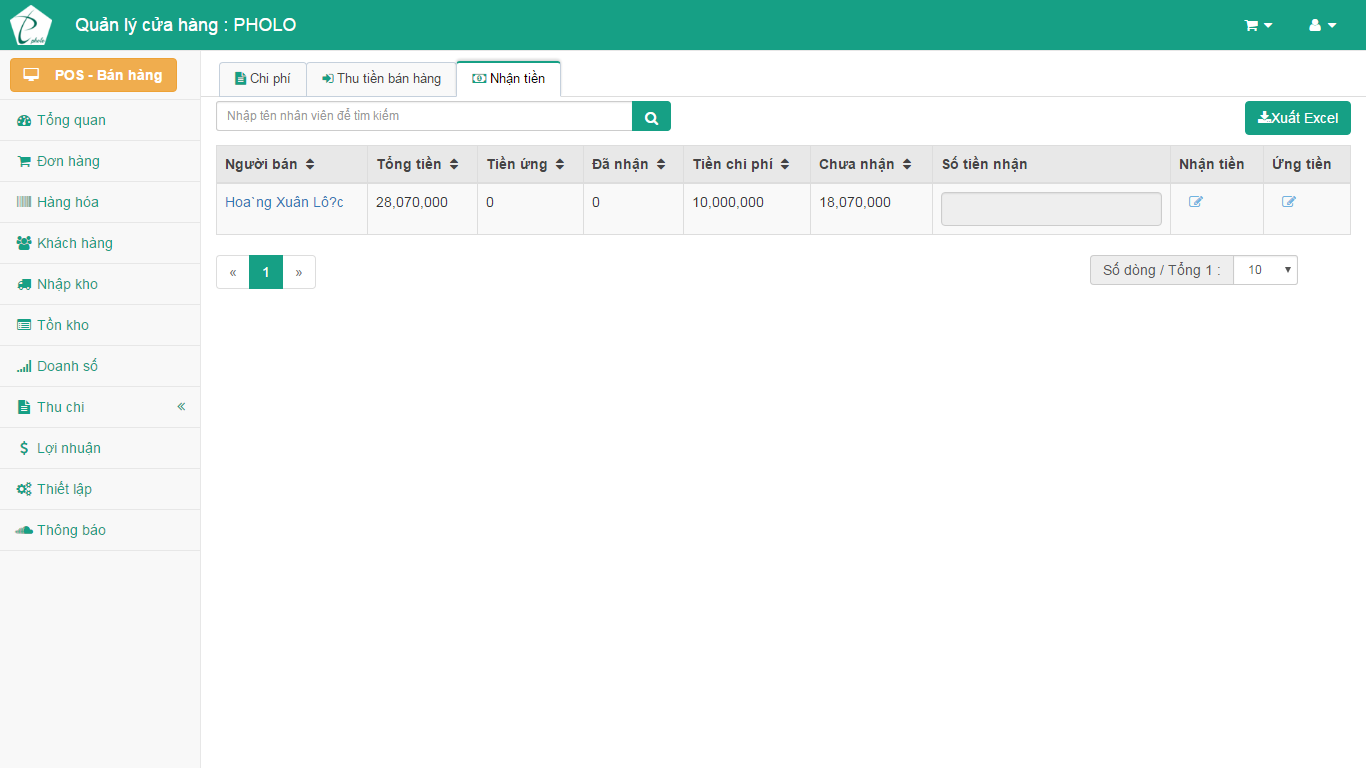 pholo
Quản lý cửa hàng : PHOLO
POS - Bán hàng
Tổng quan
Đơn hàng
Hàng hóa
Khách hàng
Nhập kho
Tồn kho
Doanh số
Thu chi
Lợi nhuận
Thiết lập
Thông báo
Chi phí Thu tiền bán hàng Nhận tiền
Nhập tên nhân viên để tìm kiếm
Xuất Excel
Người bán Tổng tiền Tiền ứng Đã nhận Tiền chi phí Chưa nhận Số tiền nhận Nhận tiền Ứng tiền
Hoa`ng Xuân Lô?c 28,070,000 0 0 10,000,000 18,070,000
« 1 »
Số dòng / Tổng 1 : 10